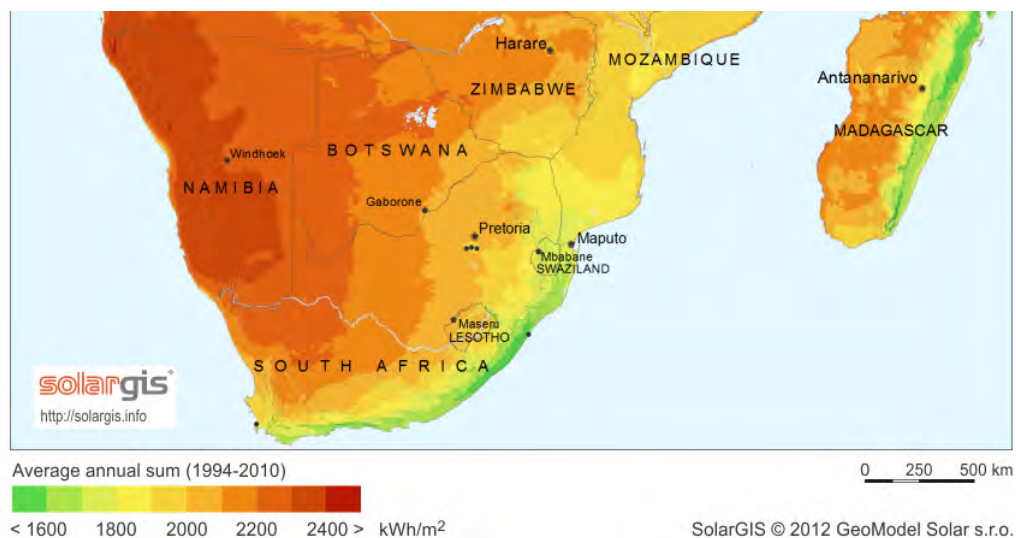 Harare
MOZAMBIQUE
ZIMBABWE
Antananarivo
MADAGASCAR
Windhoek
BOTSWANA
NAMIBIA
Gaborone
Pretoria
Maputo
Mbabane
SWAZILAND
Maseru
LESOTHO
SOUTH AFRICA
solargis
http://solargis.info
Average annual sum (1994-2010)
0 250 500 km
< 1600 1800 2000 2200 2400 > kWh/m2
SolarGIS © 2012 GeoModel Solar s.r.o.